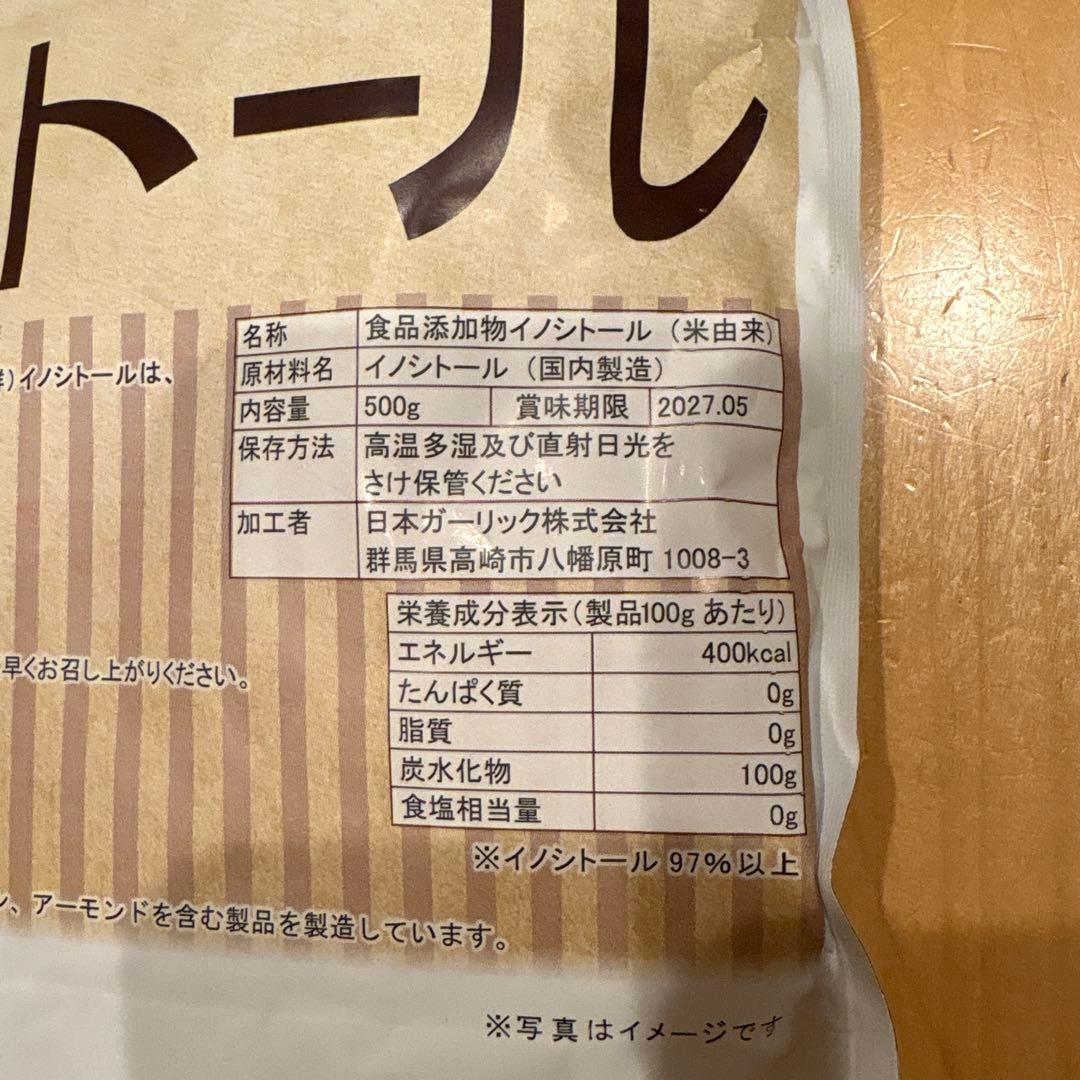 トール
イノシトールは、
名称 食品添加物イノシトール（米由来）
原材料名 イノシトール（国内製造）
内容量 500g 賞味期限 2027.05
保存方法 高温多湿及び直射日光を
さけ保管ください
加工者 日本ガーリック株式会社
群馬県高崎市八幡原町 1008-3
栄養成分表示（製品100g あたり）
エネルギー 400kcal
早くお召し上がりください。
たんぱく質 0g
脂質 0g
炭水化物 100g
食塩相当量 0g
※イノシトール 97%以上
、アーモンドを含む製品を製造しています。
※写真はイメージです